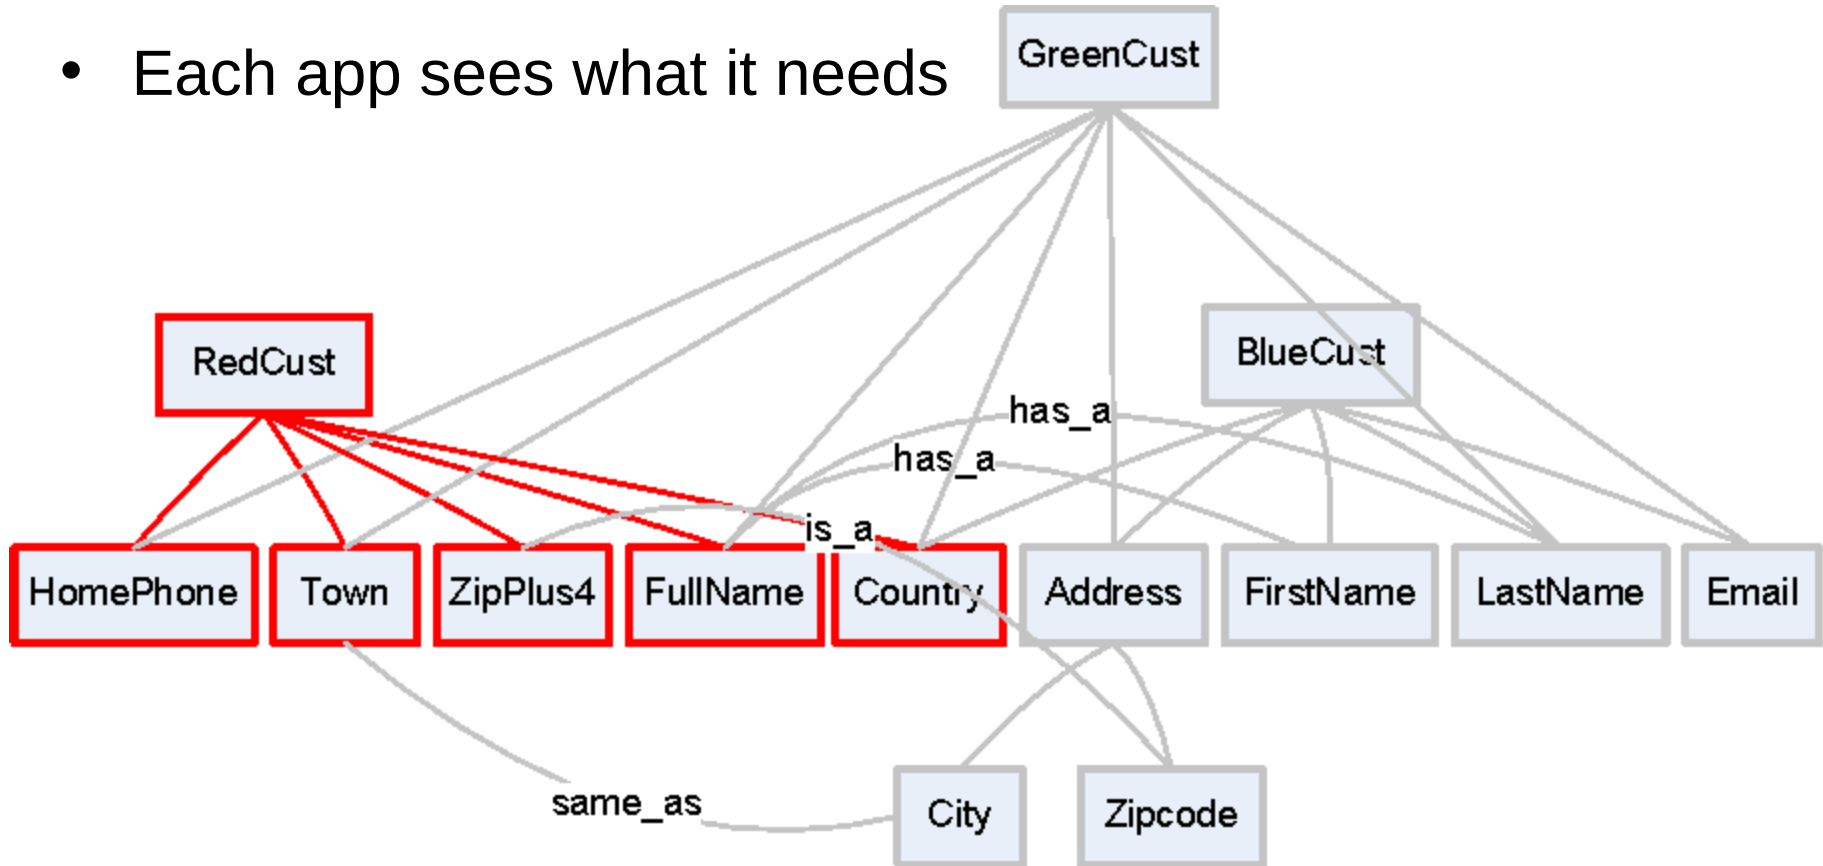 • Each app sees what it needs
GreenCust
RedCust
BlueCust
has_a
has_a
is_a
HomePhone
Town
ZipPlus4
FullName
Country
Address
FirstName
LastName
Email
same_as
City
Zipcode